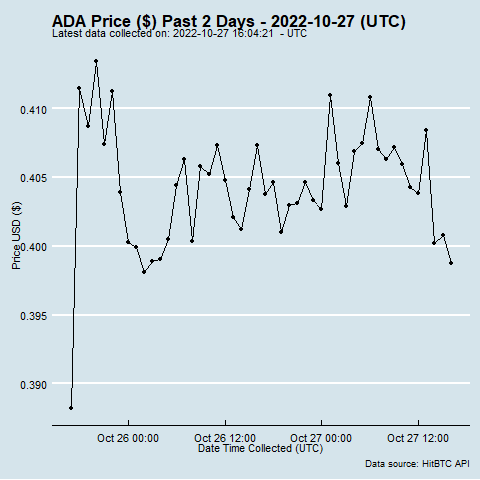 ADA Price ($) Past 2 Days - 2022-10-27 (UTC)
Latest data collected on: 2022-10-27 16:04:21 - UTC
0.410
0.405
0.400
0.395
0.390
Price USD ($)
Oct 26 00:00
Oct 26 12:00
Oct 27 00:00
Oct 27 12:00
Date Time Collected (UTC)
Data source: HitBTC API